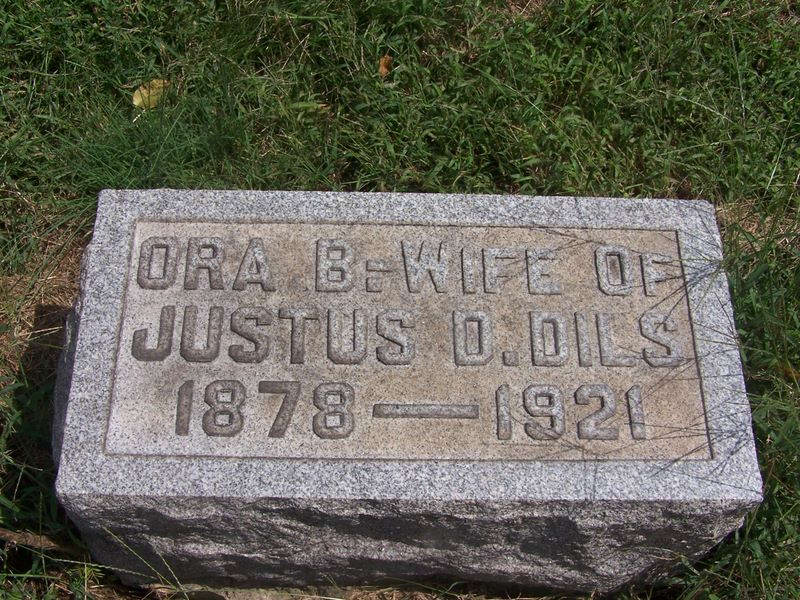 ORA B.-WIFE OF
JUSTUS D. DILS
1878—1921